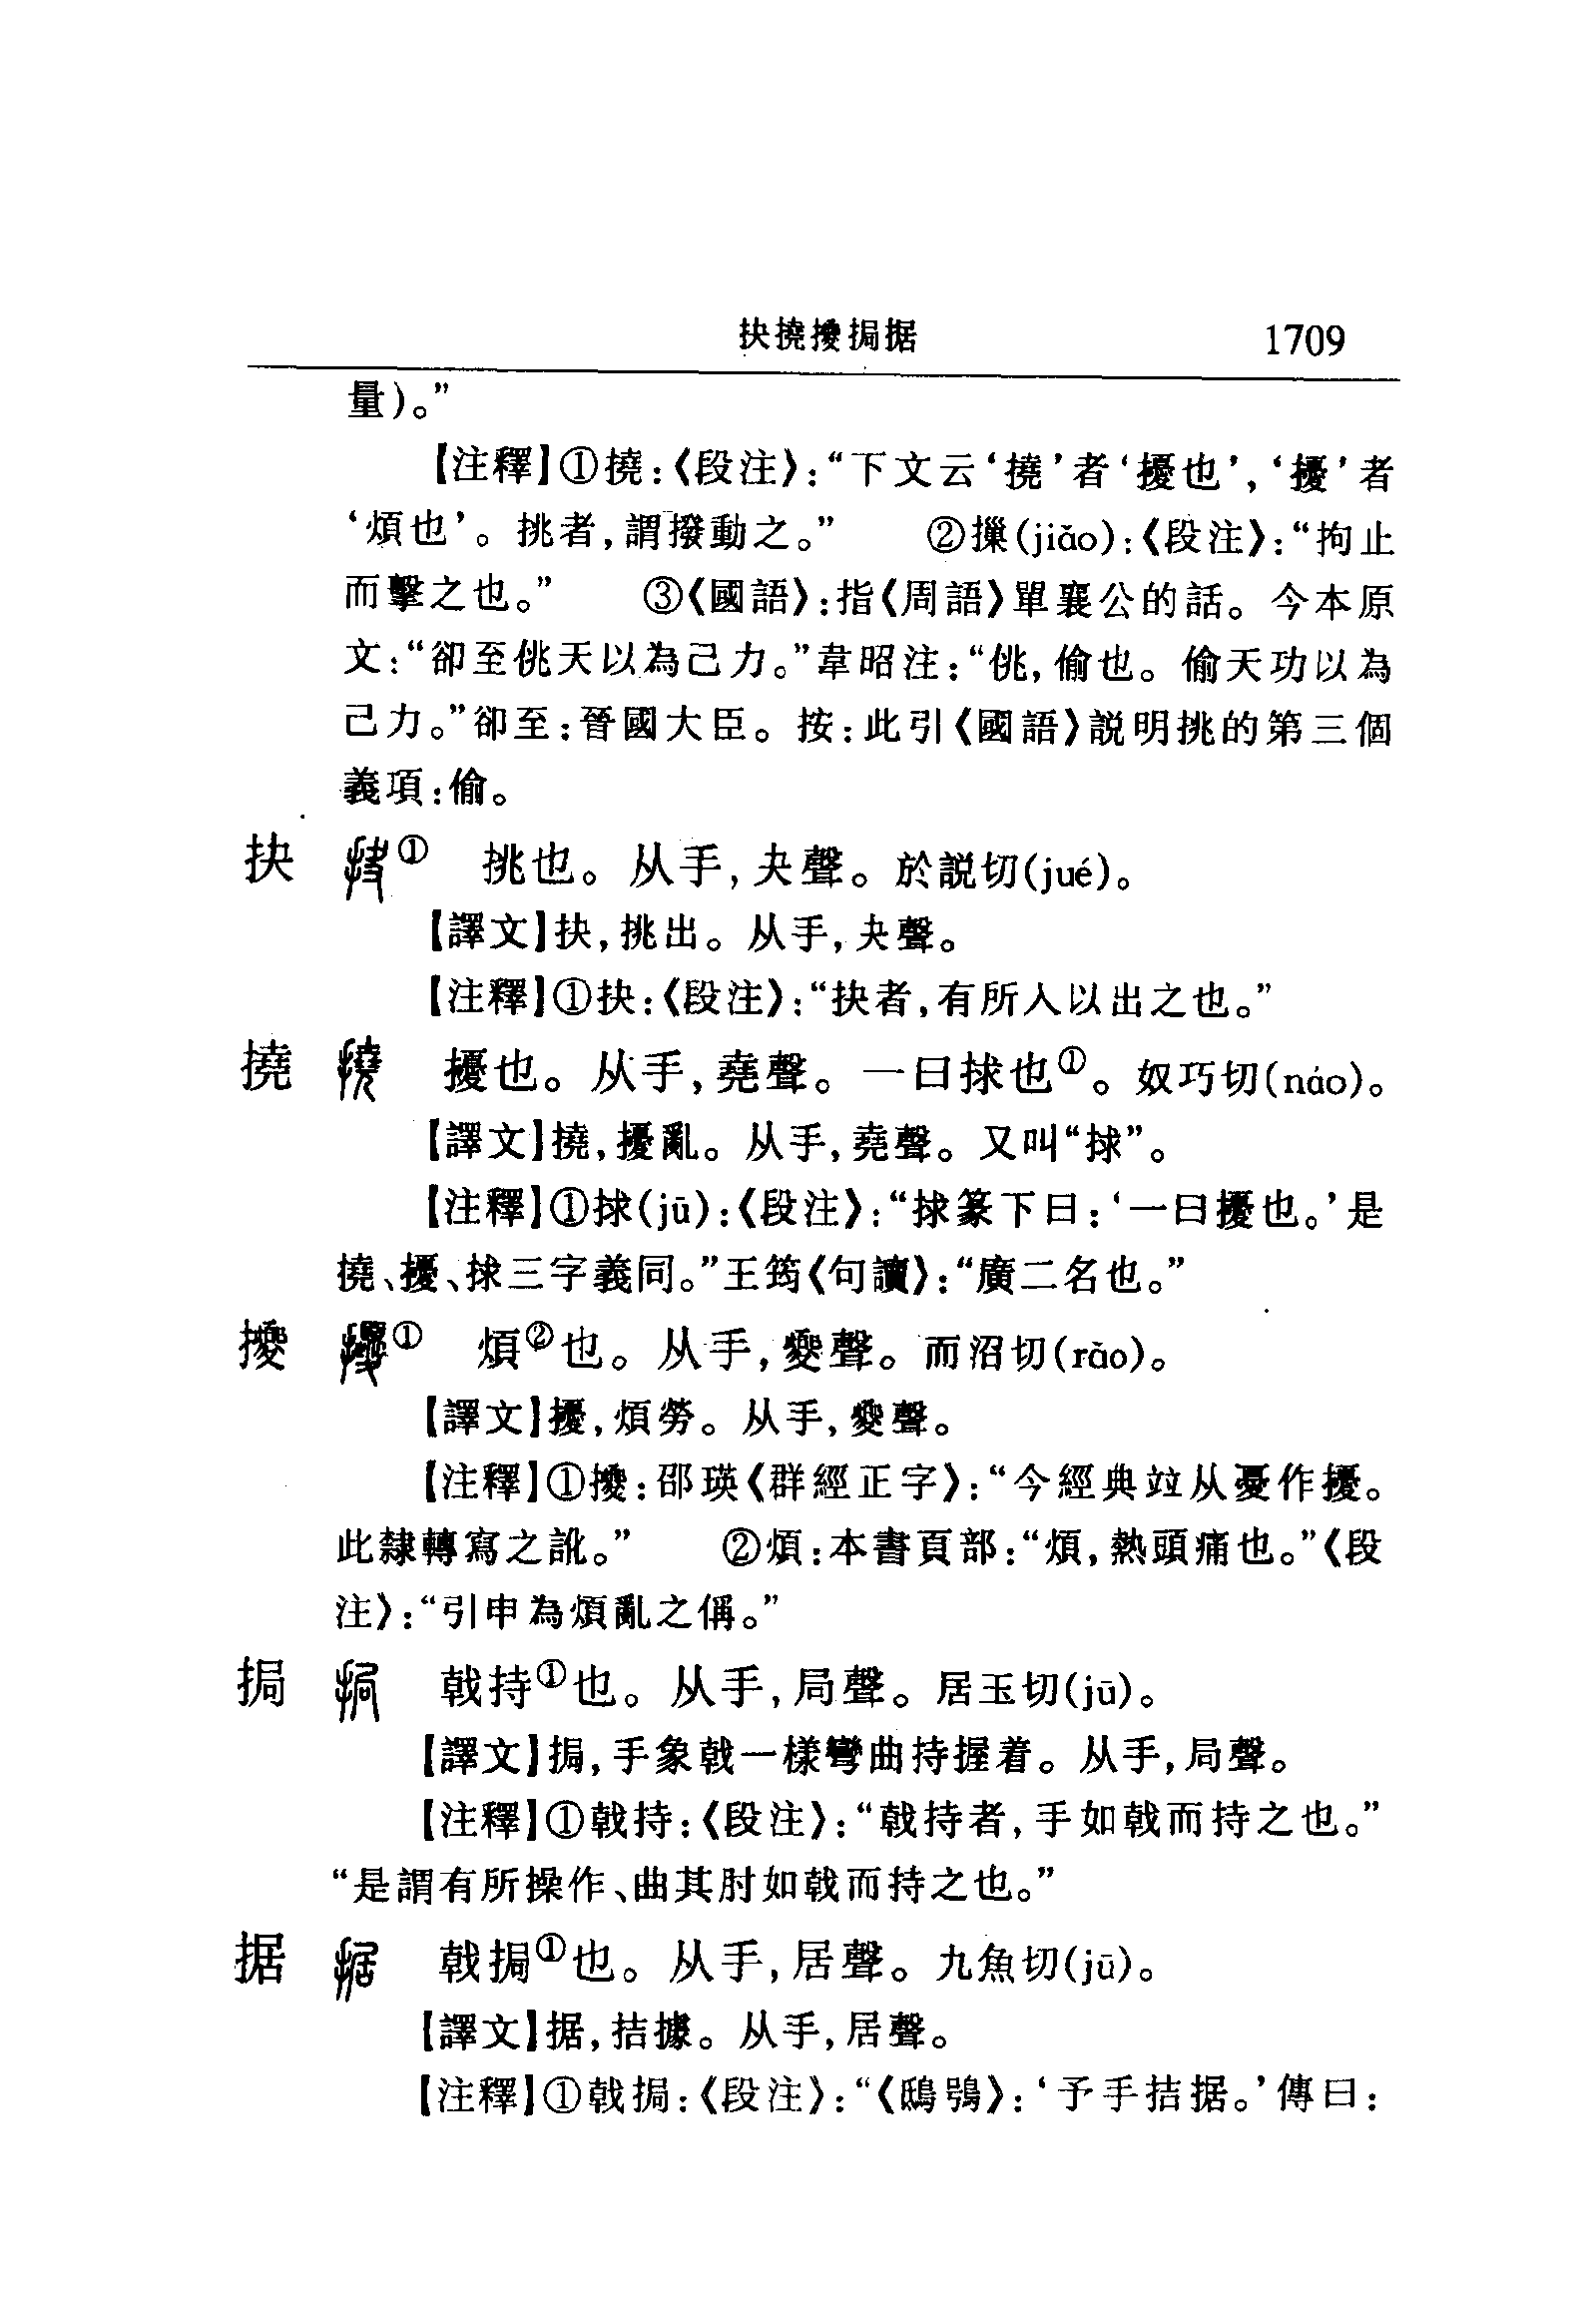 抉撓擾挶据 1709
量)。”
【注釋】①撓:《段注》:“下文云‘撓’者‘擾也’,‘擾’者
‘煩也’。挑者,謂撥動之。” ②摷(jiǎo):《段注》:“拘止
而擊之也。” ③《國語》:指《周語》單襄公的話。今本原
文:“郤至佻天以為己力。”韋昭注:“佻,偷也。偷天功以為
己力。”郤至:晉國大臣。按:此引《國語》説明挑的第三個
義項:偷。
抉 ① 挑也。从手,夬聲。於説切(jué)。
【譯文】抉,挑出。从手,夬聲。
【注釋】①抉:《段注》:“抉者,有所入以出之也。”
撓 擾也。从手,堯聲。一曰捄也①。奴巧切(náo)。
【譯文】撓,擾亂。从手,堯聲。又叫“捄”。
【注釋】①捄(jū):《段注》:“捄篆下曰:‘一曰擾也。’是
撓、擾、捄三字義同。”王筠《句讀》:“廣二名也。”
㹛 ① 煩②也。从手,夒聲。而沼切(rǎo)。
【譯文】擾,煩勞。从手,夒聲。
【注釋】①:邵瑛《群經正字》:“今經典竝从憂作擾。
此隸轉寫之訛。” ②煩:本書頁部:“煩,熱頭痛也。”《段
注》:“引申為煩亂之偁。”
挶 戟持①也。从手,局聲。居玉切(jū)。
【譯文】挶,手象戟一樣彎曲持握着。从手,局聲。
【注釋】①戟持:《段注》:“戟持者,手如戟而持之也。”
“是謂有所操作、曲其肘如戟而持之也。”
据 戟挶①也。从手,居聲。九魚切(jū)。
【譯文】据,拮據。从手,居聲。
【注釋】①戟挶:《段注》:“《鴟鴞》:‘予手拮据。’傳曰: